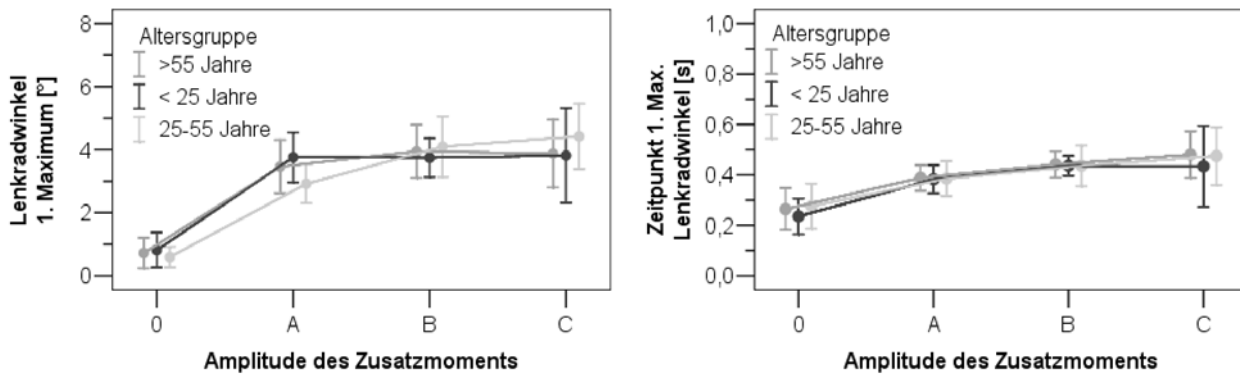 Lenkradwinkel
1. Maximum [°]
8
6
4
2
0
Altersgruppe
>55 Jahre
< 25 Jahre
25-55 Jahre
0 A B C
Amplitude des Zusatzmoments
Zeitpunkt 1. Max.
Lenkradwinkel [s]
1,0
0,8
0,6
0,4
0,2
0,0
Altersgruppe
>55 Jahre
< 25 Jahre
25-55 Jahre
0 A B C
Amplitude des Zusatzmoments